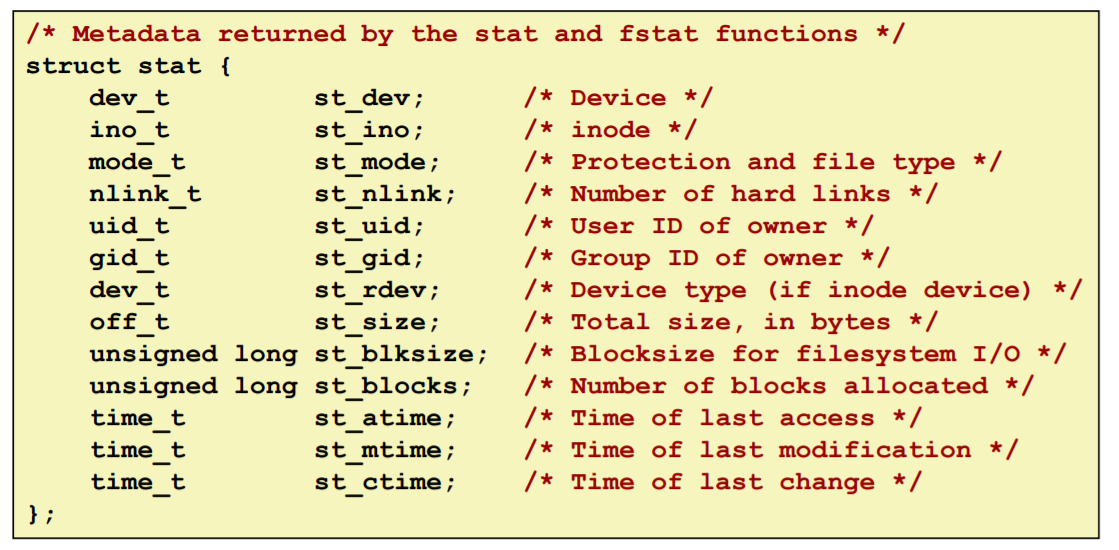 /* Metadata returned by the stat and fstat functions */
struct stat {
    dev_t         st_dev;      /* Device */
    ino_t         st_ino;      /* inode */
    mode_t        st_mode;     /* Protection and file type */
    nlink_t       st_nlink;    /* Number of hard links */
    uid_t         st_uid;      /* User ID of owner */
    gid_t         st_gid;      /* Group ID of owner */
    dev_t         st_rdev;     /* Device type (if inode device) */
    off_t         st_size;     /* Total size, in bytes */
    unsigned long st_blksize;  /* Blocksize for filesystem I/O */
    unsigned long st_blocks;   /* Number of blocks allocated */
    time_t        st_atime;    /* Time of last access */
    time_t        st_mtime;    /* Time of last modification */
    time_t        st_ctime;    /* Time of last change */
};